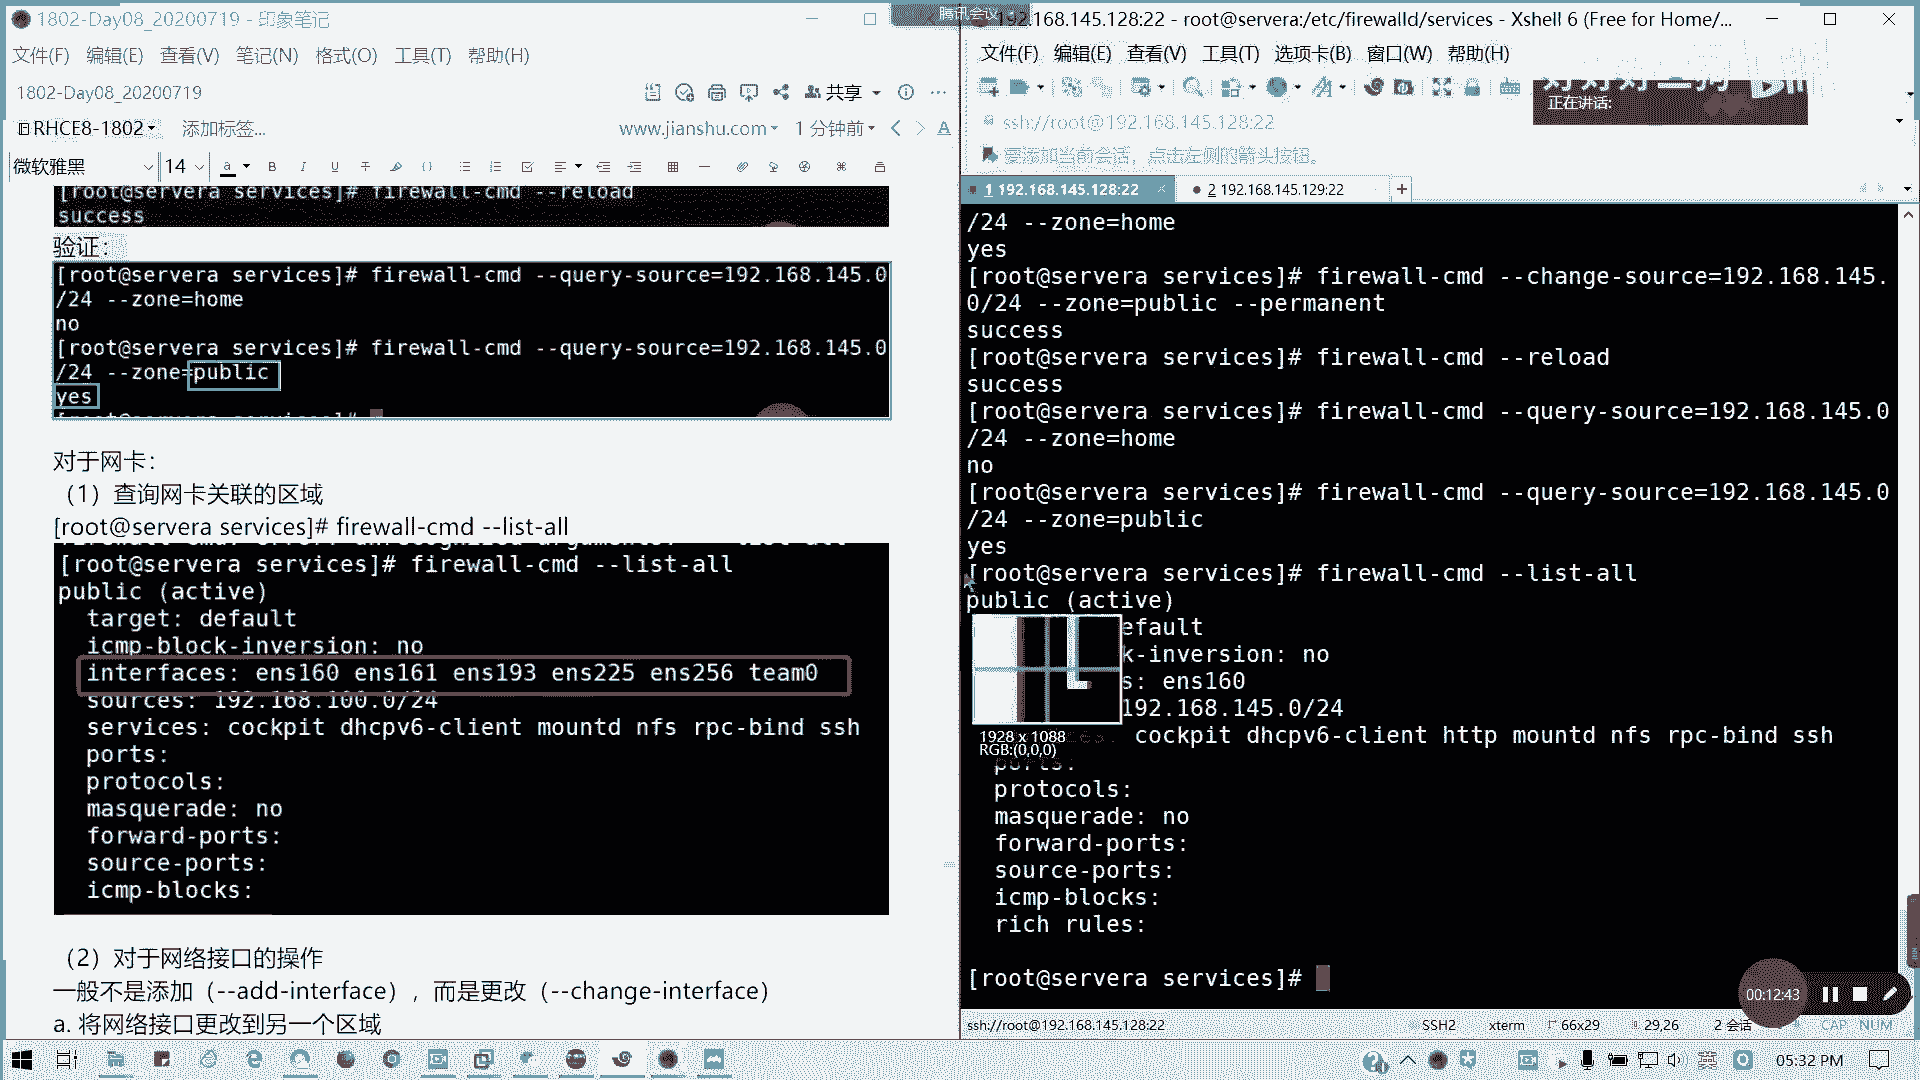 1802-Day08_20200719 - 印象笔记
文件(F) 编辑(E) 查看(V) 笔记(N) 格式(O) 工具(T) 帮助(H)
1802-Day08_20200719
共享
RHCE8-1802
添加标签...
www.jianshu.com
1 分钟前
微软雅黑
14
[root@servera services]# firewall-cmd --reload
success
验证:
[root@servera services]# firewall-cmd --query-source=192.168.145.0
/24 --zone=home
no
[root@servera services]# firewall-cmd --query-source=192.168.145.0
/24 --zone=public
yes
对于网卡:
（1）查询网卡关联的区域
[root@servera services]# firewall-cmd --list-all
[root@servera services]# firewall-cmd --list-all
public (active)
target: default
icmp-block-inversion: no
interfaces: ens160 ens161 ens193 ens225 ens256 team0
sources: 192.168.100.0/24
services: cockpit dhcpv6-client mountd nfs rpc-bind ssh
ports:
protocols:
masquerade: no
forward-ports:
source-ports:
icmp-blocks:
（2）对于网络接口的操作
一般不是添加（--add-interface），而是更改（--change-interface）
a. 将网络接口更改到另一个区域
腾讯会议
192.168.145.128:22 - root@servera:/etc/firewalld/services - Xshell 6 (Free for Home/...
文件(F) 编辑(E) 查看(V) 工具(T) 选项卡(B) 窗口(W) 帮助(H)
正在讲话:
ssh://root@192.168.145.128:22
要添加当前会话，点击左侧的箭头按钮。
1 192.168.145.128:22
2 192.168.145.129:22
/24 --zone=home
yes
[root@servera services]# firewall-cmd --change-source=192.168.145.
0/24 --zone=public --permanent
success
[root@servera services]# firewall-cmd --reload
success
[root@servera services]# firewall-cmd --query-source=192.168.145.0
/24 --zone=home
no
[root@servera services]# firewall-cmd --query-source=192.168.145.0
/24 --zone=public
yes
[root@servera services]# firewall-cmd --list-all
public (active)
efault
k-inversion: no
s: ens160
192.168.145.0/24
cockpit dhcpv6-client http mountd nfs rpc-bind ssh
1928 x 1088
RGB:(0,0,0)
ports:
protocols:
masquerade: no
forward-ports:
source-ports:
icmp-blocks:
rich rules:
[root@servera services]#
00:12:43
ssh://root@192.168.145.128:22
SSH2
xterm
66x29
29,26
2 会话
CAP
NUM
英
05:32 PM